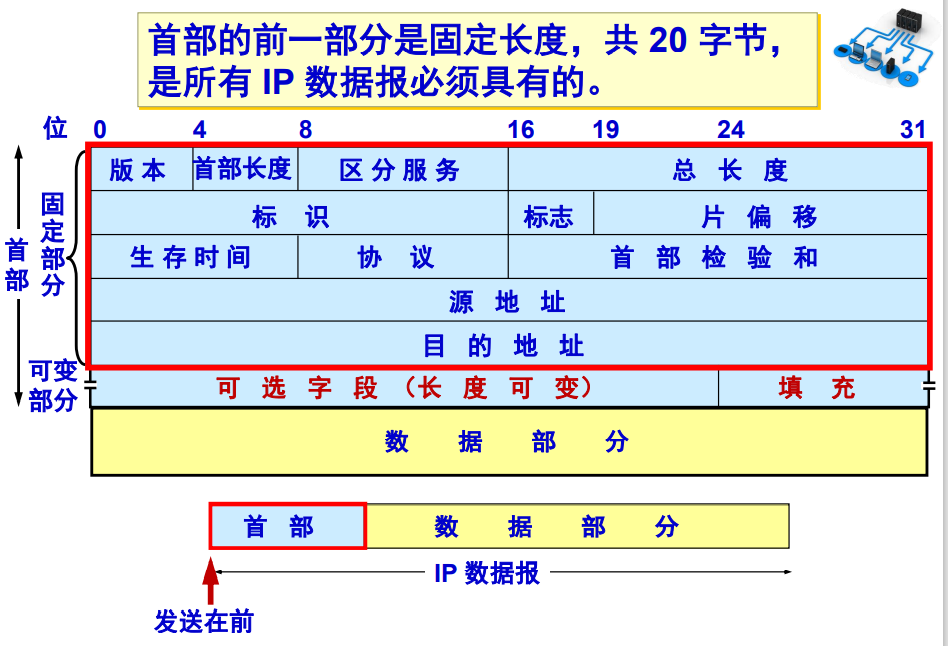 首部的前一部分是固定长度，共 20 字节，
是所有 IP 数据报必须具有的。
位 0 4 8 16 19 24 31
版本 首部长度 区分服务 总长度
标识 标志 片偏移
生存时间 协议 首部检验和
源地址
目的地址
可选字段（长度可变） 填充
数据部分
首部
固定部分
可变
部分
首部 数据部分
IP 数据报
发送在前